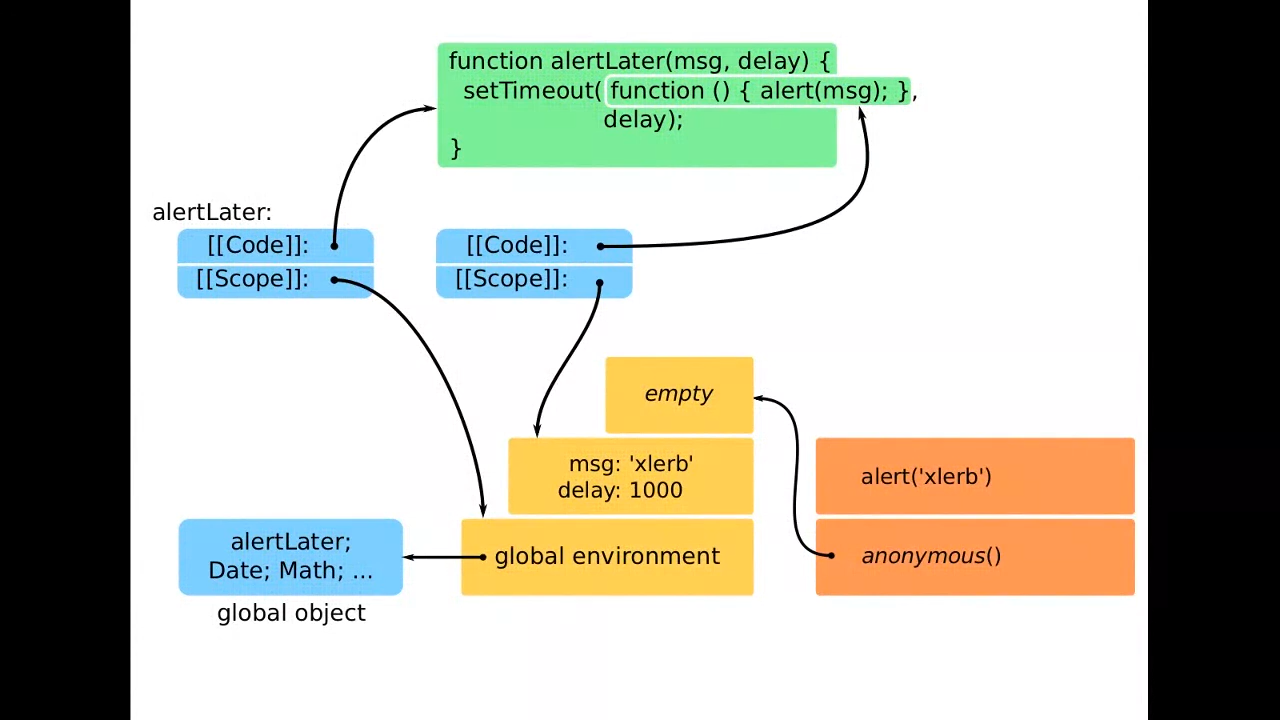 function alertLater(msg, delay) {
setTimeout( function () { alert(msg); },
delay);
}
alertLater:
[[Code]]:
[[Scope]]:
[[Code]]:
[[Scope]]:
empty
msg: 'xlerb'
delay: 1000
alert('xlerb')
alertLater;
Date; Math; ...
global environment
anonymous()
global object